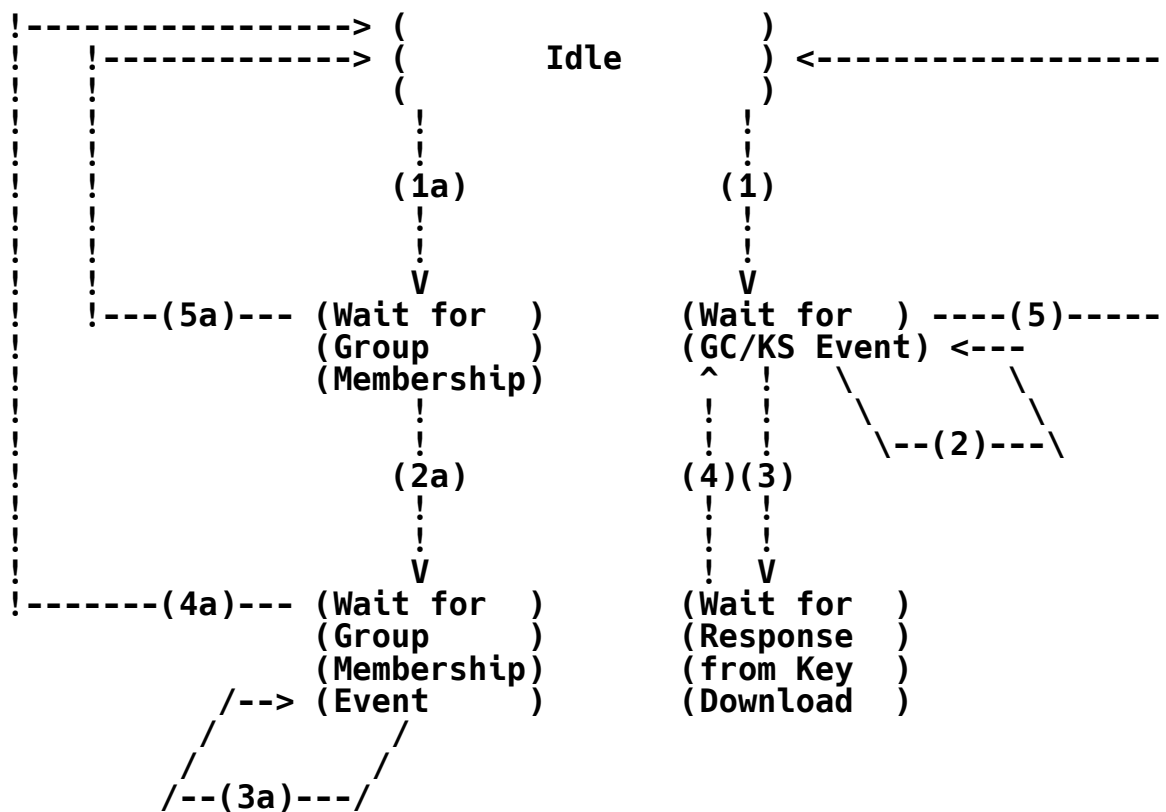 !-----------------> (                       )
!    !-------------> (         Idle         ) <------------------
!    !               (                       )
!    !                !                    !
!    !                !                    !
!    !               (1a)                 (1)
!    !                !                    !
!    !                !                    !
!    !                V                    V
!    !---(5a)--- (Wait for  )         (Wait for  ) ----(5)-----
!                (Group     )         (GC/KS Event) <---
!                (Membership)          ^  !    \         \
!                     !                !  !     \         \
!                     !                !  !      \--(2)---\
!                    (2a)             (4)(3)
!                     !                !  !
!                     !                !  !
!                     V                !  V
!-------(4a)--- (Wait for  )         (Wait for  )
                (Group     )         (Response  )
                (Membership)         (from Key  )
           /--> (Event     )         (Download  )
          /          /
         /          /
        /--(3a)---/